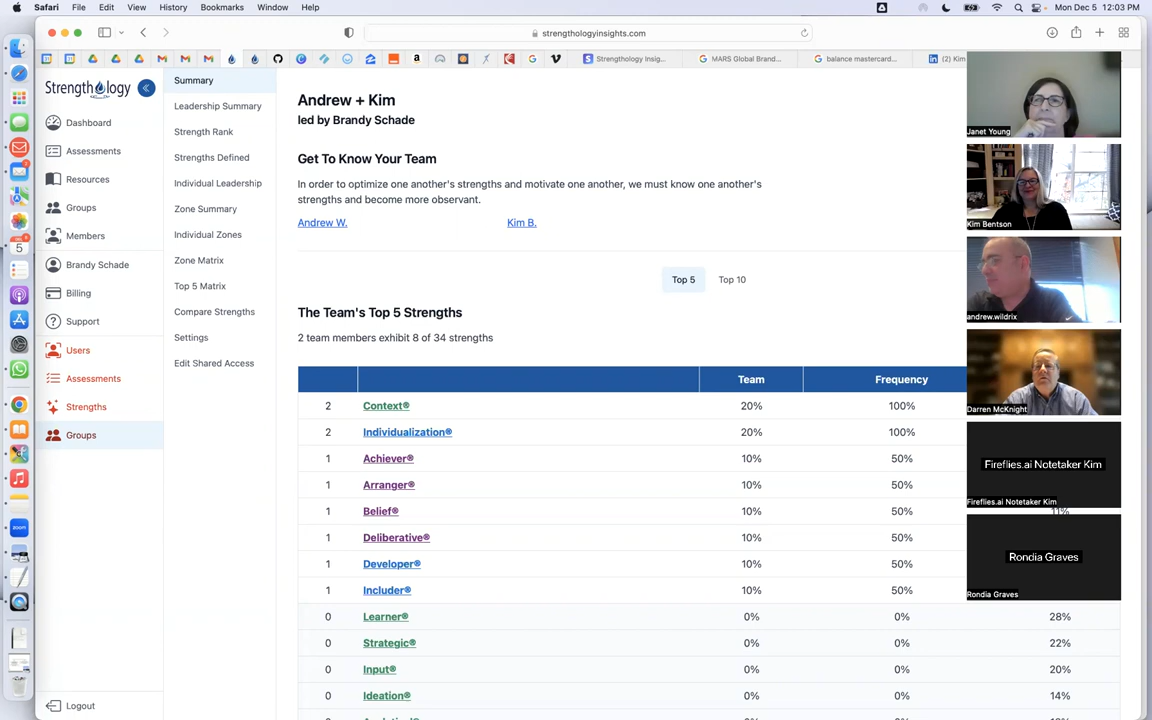 Safari File Edit View History Bookmarks Window Help
Mon Dec 5 12:03 PM
strengthologyinsights.com
Strengthology Insig...
MARS Global Brand...
balance mastercard...
(2) Kim
Strengthology
Dashboard
Assessments
Resources
Groups
Members
Brandy Schade
Billing
Support
Users
Assessments
Strengths
Groups
Logout
Summary
Leadership Summary
Strength Rank
Strengths Defined
Individual Leadership
Zone Summary
Individual Zones
Zone Matrix
Top 5 Matrix
Compare Strengths
Settings
Edit Shared Access
Andrew + Kim
led by Brandy Schade
Get To Know Your Team
In order to optimize one another's strengths and motivate one another, we must know one another's
strengths and become more observant.
Andrew W. Kim B.
Top 5 Top 10
The Team's Top 5 Strengths
2 team members exhibit 8 of 34 strengths
Team Frequency
2 Context® 20% 100%
2 Individualization® 20% 100%
1 Achiever® 10% 50%
1 Arranger® 10% 50%
1 Belief® 10% 50% 11%
1 Deliberative® 10% 50%
1 Developer® 10% 50%
1 Includer® 10% 50%
0 Learner® 0% 0% 28%
0 Strategic® 0% 0% 22%
0 Input® 0% 0% 20%
0 Ideation® 0% 0% 14%
Janet Young
Kim Bentson
andrew.wildrix
Darren McKnight
Fireflies.ai Notetaker Kim
Fireflies.ai Notetaker Kim
Rondia Graves
Rondia Graves